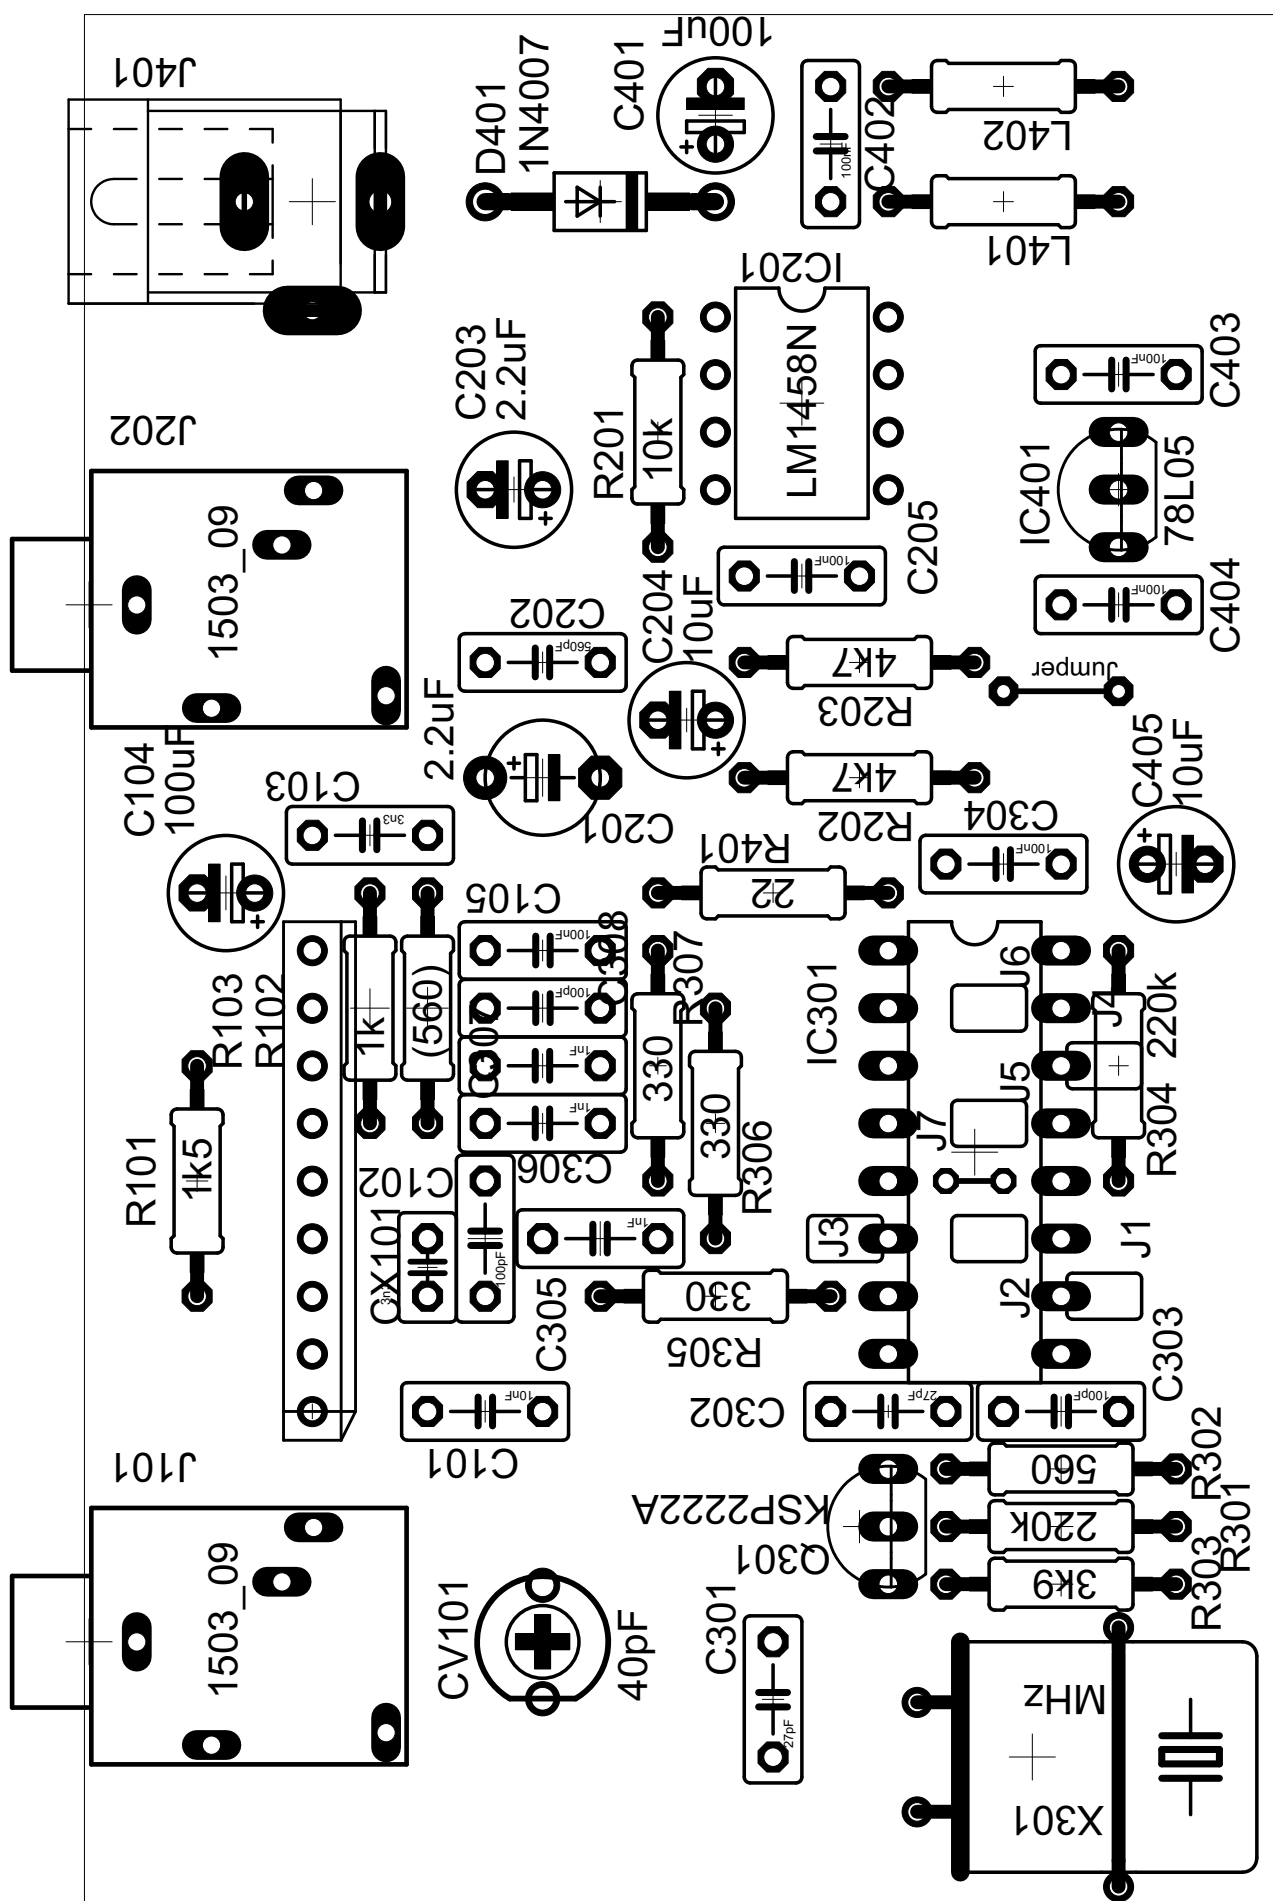 J401
D401
1N4007
C401
100uF
100nF
C402
L402
L401
IC201
LM1458N
C203
2.2uF
R201
10k
J202
1503_09
100nF
C403
IC401
78L05
100nF
C205
100nF
C404
C202
560pF
C204
10uF
4k7
R203
Jumper
C104
100uF
2.2uF
C201
C103
3n3
4k7
R202
C405
10uF
C304
100nF
R401
22
C105
100nF
C308
100pF
R103
R102
1k
(560)
C307
1nF
1nF
C306
330
R307
330
R306
IC301
J6
J4
J5
J7
220k
R304
R101
1k5
C102
100pF
CX101
3n
1nF
C305
330
R305
J3
J1
J2
C303
100pF
C302
27pF
C101
10nF
J101
1503_09
KSP2222A
Q301
560
R302
220k
R301
3k9
R303
CV101
40pF
C301
27pF
MHz
X301